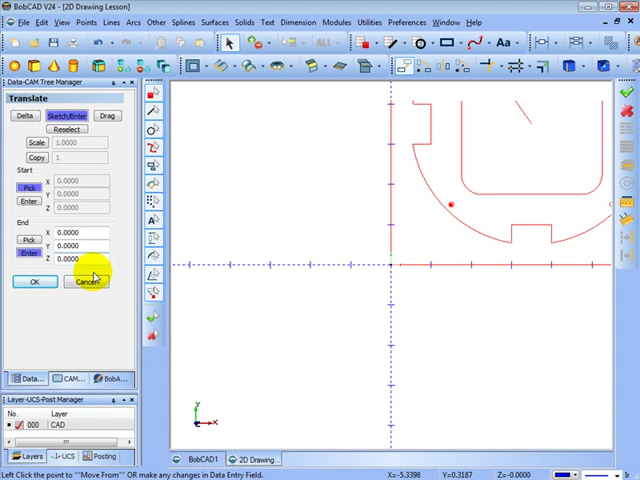 BobCAD V24 - [2D Drawing Lesson]
File Edit View Points Lines Arcs Other Splines Surfaces Solids Translate Dimension Modules Utilities Preferences Window Help
ALL
Data-CAM Tree Manager
Translate
Delta Sketch/Enter Drag
Reselect
Scale 1.0000
Copy 1
Start
Pick X 0.0000
Y 0.0000
Enter Z 0.0000
End
X 0.0000
Pick Y 0.0000
Enter Z 0.0000
OK Cancel
Data... CAM... BobA...
Layer-UCS-Post Manager
No. Layer
000 CAD
Layers UCS Posting
Y
X
BobCAD1 2D Drawing...
Left Click the point to ""Move From"" OR make any changes in Data Entry Field. X=-5.3398 Y=0.3187 Z=-0.0000